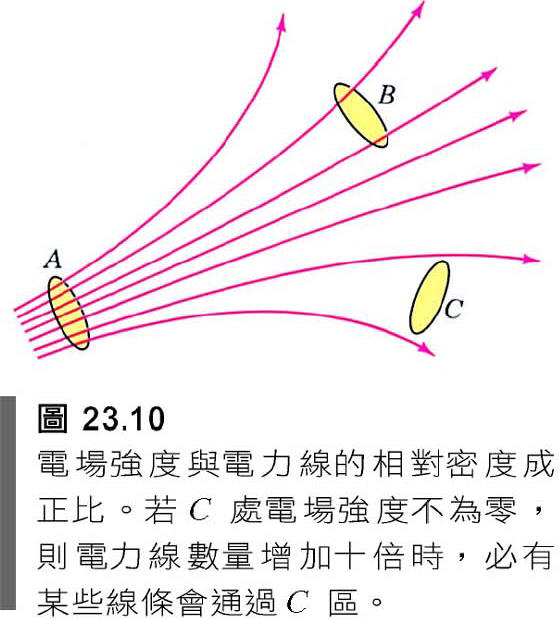 A
B
C
圖 23.10
電場強度與電力線的相對密度成
正比。若 C 處電場強度不為零，
則電力線數量增加十倍時，必有
某些線條會通過 C 區。